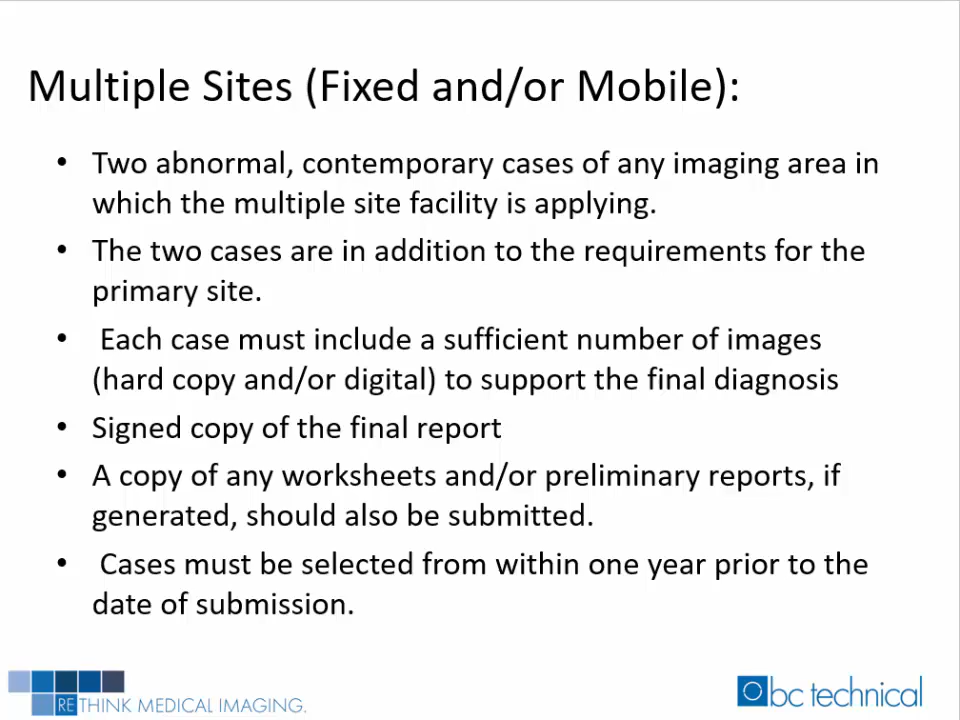 Multiple Sites (Fixed and/or Mobile):
• Two abnormal, contemporary cases of any imaging area in
which the multiple site facility is applying.
• The two cases are in addition to the requirements for the
primary site.
• Each case must include a sufficient number of images
(hard copy and/or digital) to support the final diagnosis
• Signed copy of the final report
• A copy of any worksheets and/or preliminary reports, if
generated, should also be submitted.
• Cases must be selected from within one year prior to the
date of submission.
RETHINK MEDICAL IMAGING.
bc technical